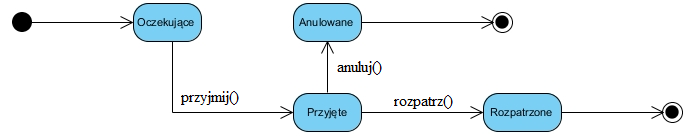 Oczekujące
Anulowane
anuluj()
przyjmij()
rozpatrz()
Przyjęte
Rozpatrzone